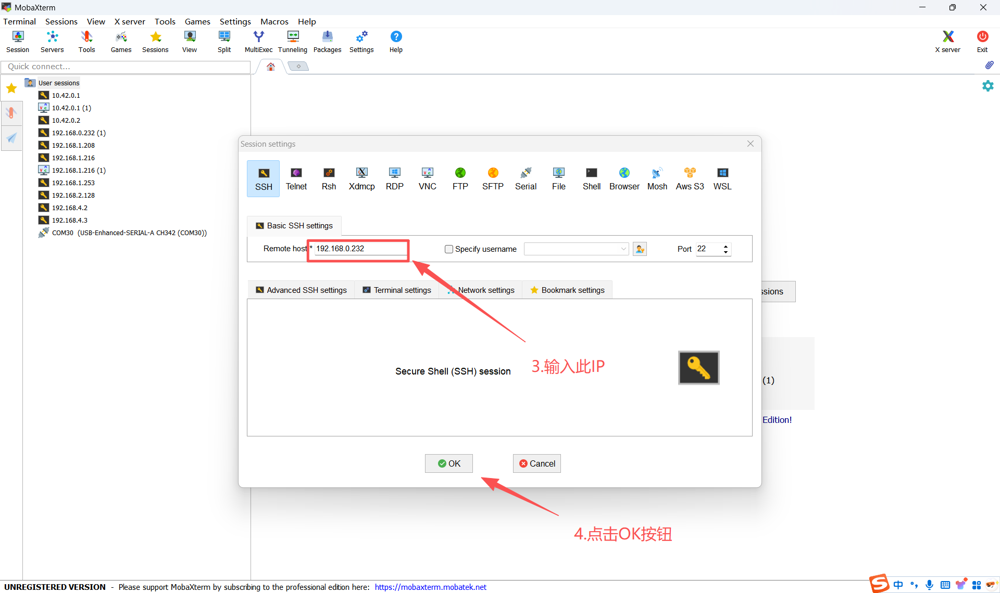 MobaXterm
Terminal Sessions View X server Tools Games Settings Macros Help
Session Servers Tools Games Sessions View Split MultiExec Tunneling Packages Settings Help X server Exit
Quick connect...
User sessions
10.42.0.1
10.42.0.1 (1)
10.42.0.2
192.168.0.232 (1)
192.168.1.208
192.168.1.216
192.168.1.216 (1)
192.168.1.253
192.168.2.128
192.168.4.2
192.168.4.3
COM30 (USB-Enhanced-SERIAL-A CH342 (COM30))
Session settings
SSH Telnet Rsh Xdmcp RDP VNC FTP SFTP Serial File Shell Browser Mosh Aws S3 WSL
Basic SSH settings
Remote host * 192.168.0.232 Specify username Port 22
Advanced SSH settings Terminal settings Network settings Bookmark settings
ssions
Secure Shell (SSH) session
3.输入此IP
(1)
Edition!
OK Cancel
4.点击OK按钮
UNREGISTERED VERSION - Please support MobaXterm by subscribing to the professional edition here: https://mobaxterm.mobatek.net
中